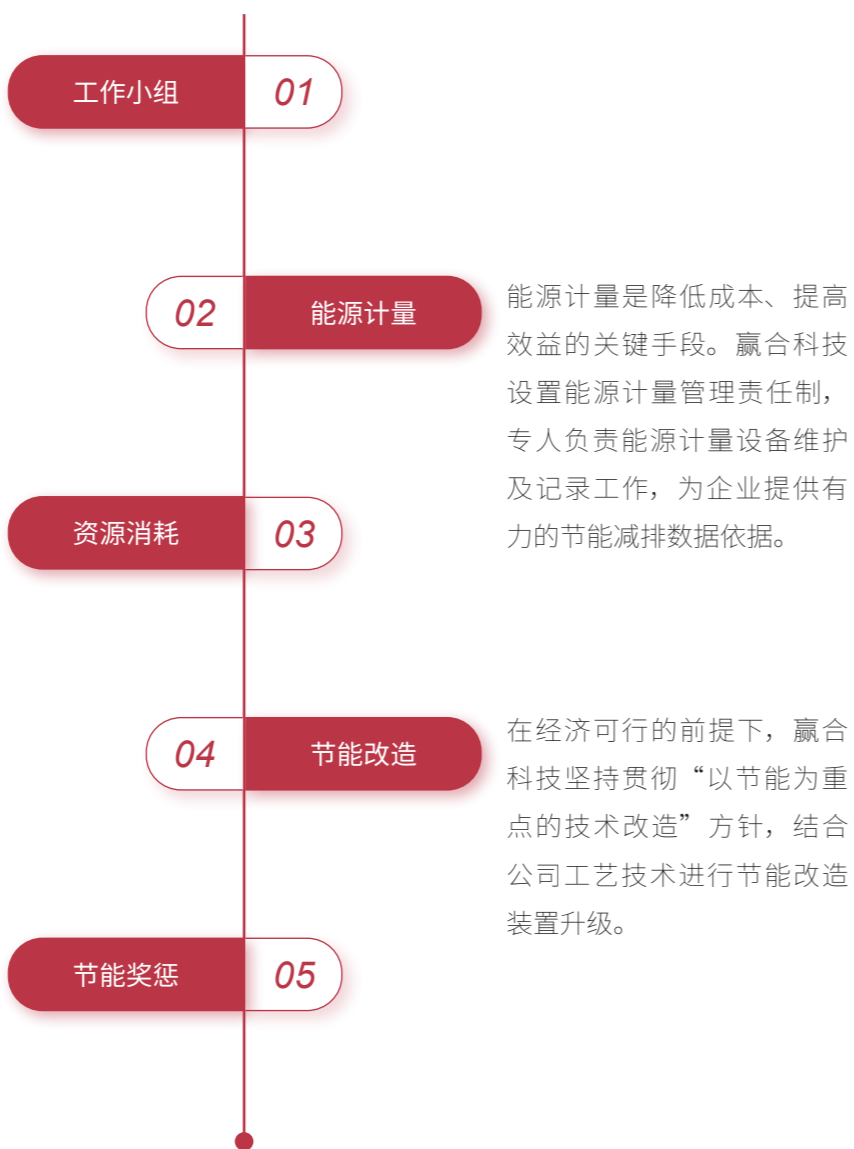 工作小组
01
02
能源计量
能源计量是降低成本、提高
效益的关键手段。赢合科技
设置能源计量管理责任制，
专人负责能源计量设备维护
及记录工作，为企业提供有
力的节能减排数据依据。
资源消耗
03
04
节能改造
在经济可行的前提下，赢合
科技坚持贯彻“以节能为重
点的技术改造”方针，结合
公司工艺技术进行节能改造
装置升级。
节能奖惩
05